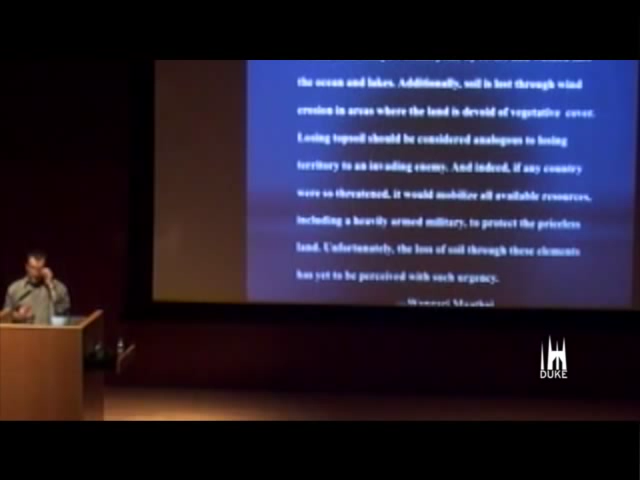 the ocean and lakes. Additionally, soil is lost through wind
erosion in areas where the land is devoid of vegetative cover.
Losing topsoil should be considered analogous to losing
territory to an invading enemy. And indeed, if any country
were so threatened, it would mobilize all available resources,
including a heavily armed military, to protect the priceless
land. Unfortunately, the loss of soil through these elements
has yet to be perceived with such urgency.
—Wangari Maathai
DUKE